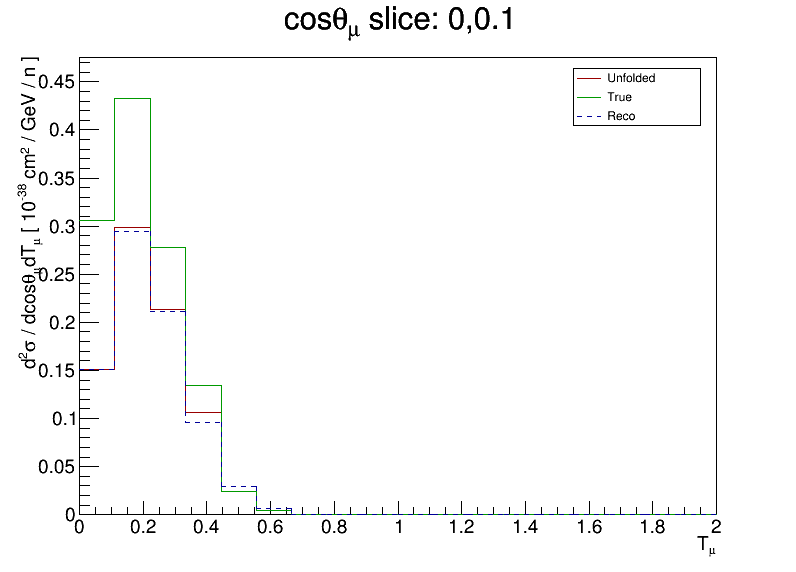 cosθμ slice: 0,0.1
d²σ / dcosθμdTμ [ 10⁻³⁸ cm² / GeV / n ]
0.45
0.4
0.35
0.3
0.25
0.2
0.15
0.1
0.05
0
Unfolded
True
Reco
0 0.2 0.4 0.6 0.8 1 1.2 1.4 1.6 1.8 2
Tμ